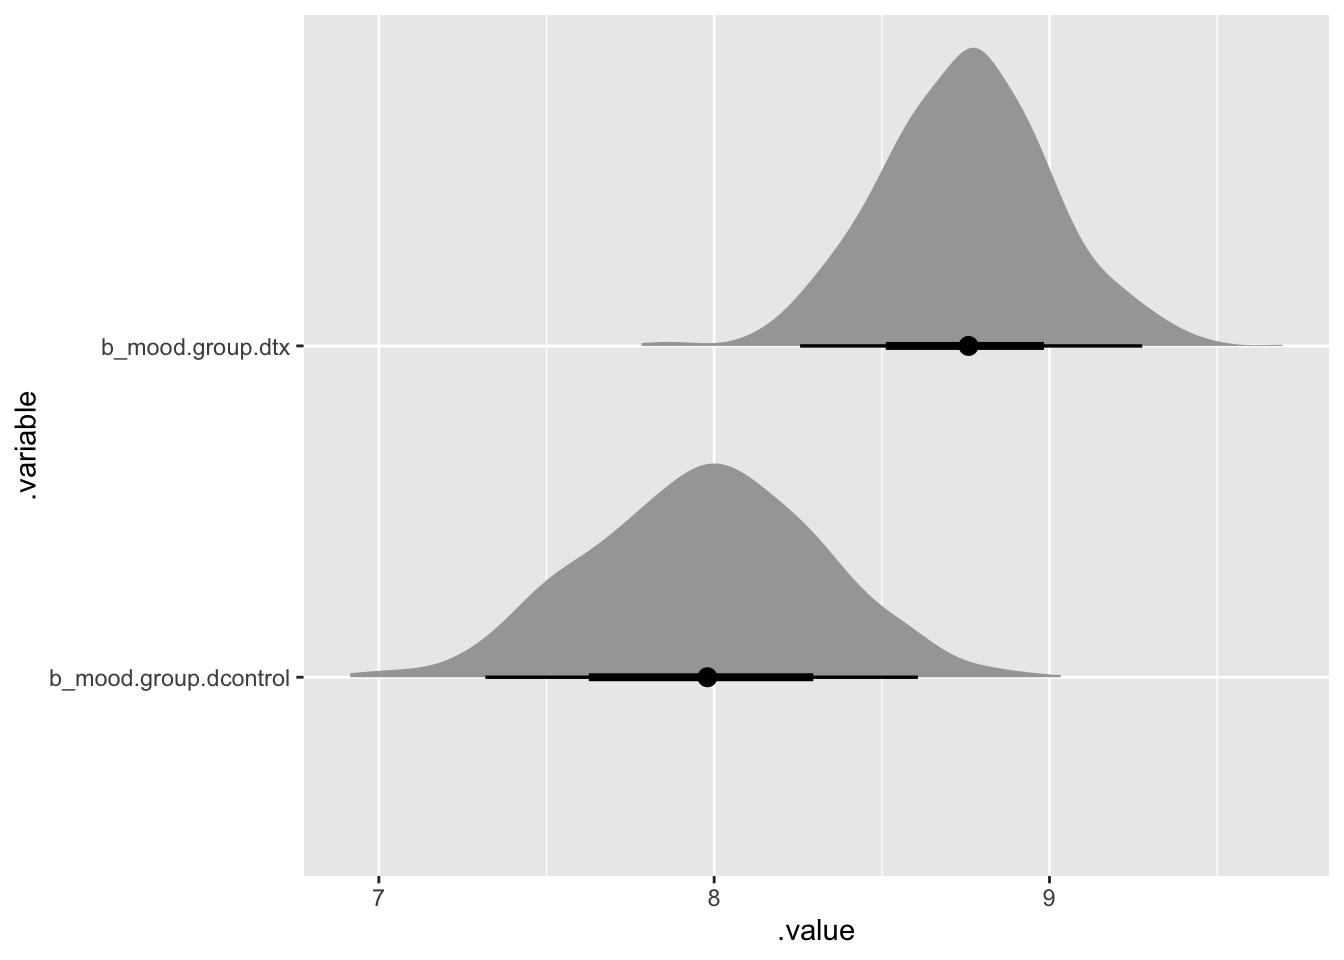 .variable
b_mood.group.dtx
b_mood.group.dcontrol
7 8 9
.value